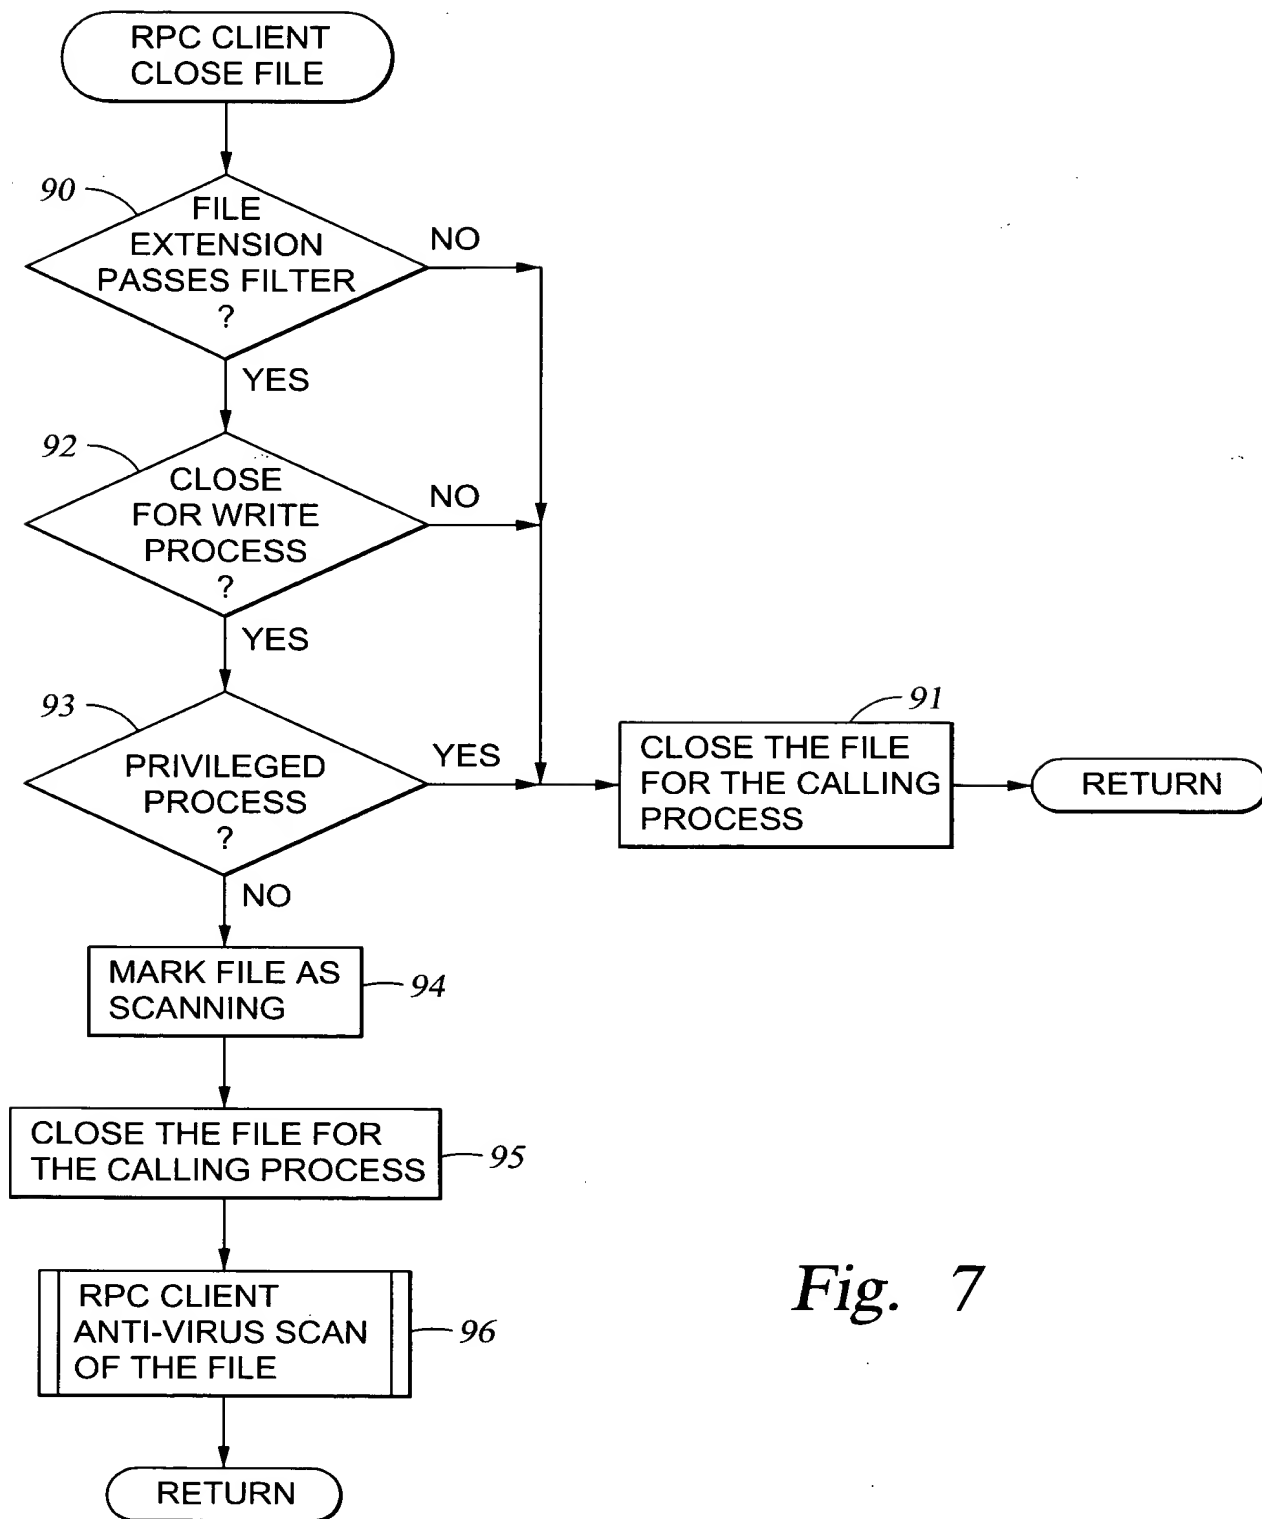 RPC CLIENT
CLOSE FILE
90
FILE
EXTENSION
PASSES FILTER
?
NO
YES
92
CLOSE
FOR WRITE
PROCESS
?
NO
YES
93
PRIVILEGED
PROCESS
?
YES
91
CLOSE THE FILE
FOR THE CALLING
PROCESS
RETURN
NO
MARK FILE AS
SCANNING
94
CLOSE THE FILE FOR
THE CALLING PROCESS
95
RPC CLIENT
ANTI-VIRUS SCAN
OF THE FILE
96
RETURN
Fig. 7